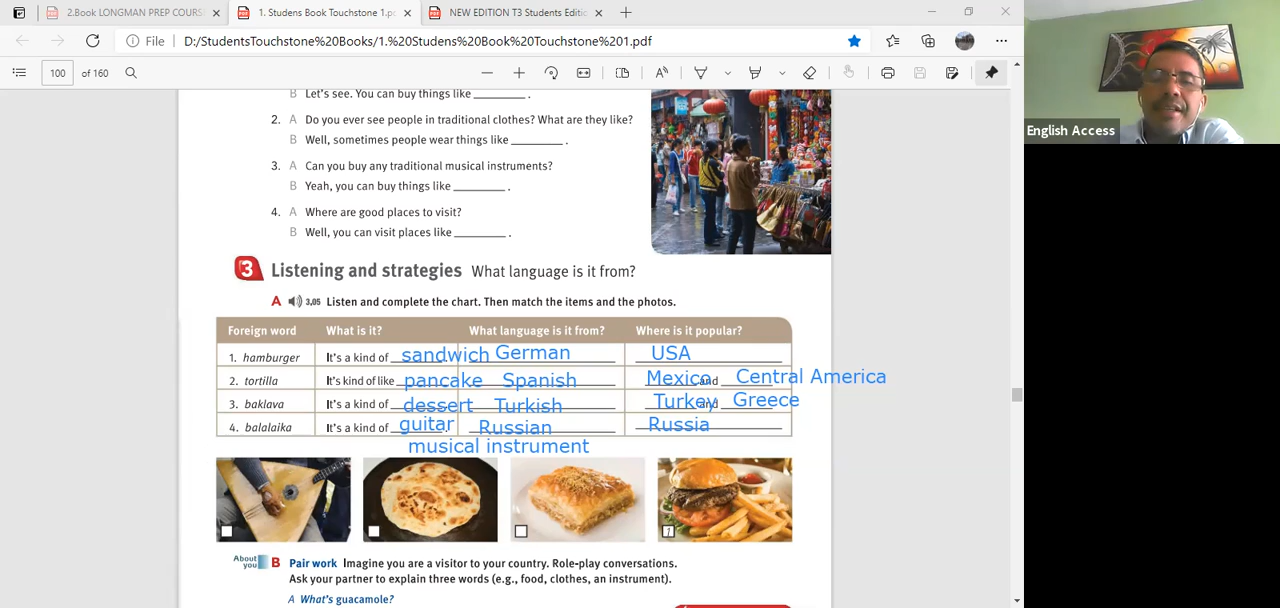 2.Book LONGMAN PREP COURS
1. Studens Book Touchstone 1.p
NEW EDITION T3 Students Editi
File D:/StudentsTouchstone%20Books/1.%20Studens%20Book%20Touchstone%201.pdf
100 of 160
English Access
B Let's see. You can buy things like ________ .
2. A Do you ever see people in traditional clothes? What are they like?
B Well, sometimes people wear things like ________ .
3. A Can you buy any traditional musical instruments?
B Yeah, you can buy things like ________ .
4. A Where are good places to visit?
B Well, you can visit places like ________ .
3 Listening and strategies What language is it from?
A 3.05 Listen and complete the chart. Then match the items and the photos.
Foreign word What is it? What language is it from? Where is it popular?
1. hamburger It's a kind of sandwich . German USA
2. tortilla It's kind of like pancake Spanish Mexico and Central America
3. baklava It's a kind of dessert Turkish Turkey and Greece
4. balalaika It's a kind of guitar . Russian Russia
musical instrument
1
About you B Pair work Imagine you are a visitor to your country. Role-play conversations.
Ask your partner to explain three words (e.g., food, clothes, an instrument).
A What's guacamole?